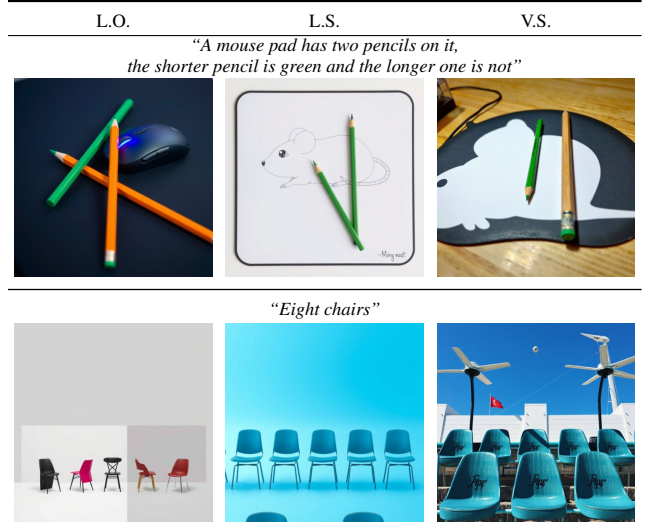 L.O. L.S. V.S.
“A mouse pad has two pencils on it,
the shorter pencil is green and the longer one is not”
“Eight chairs”